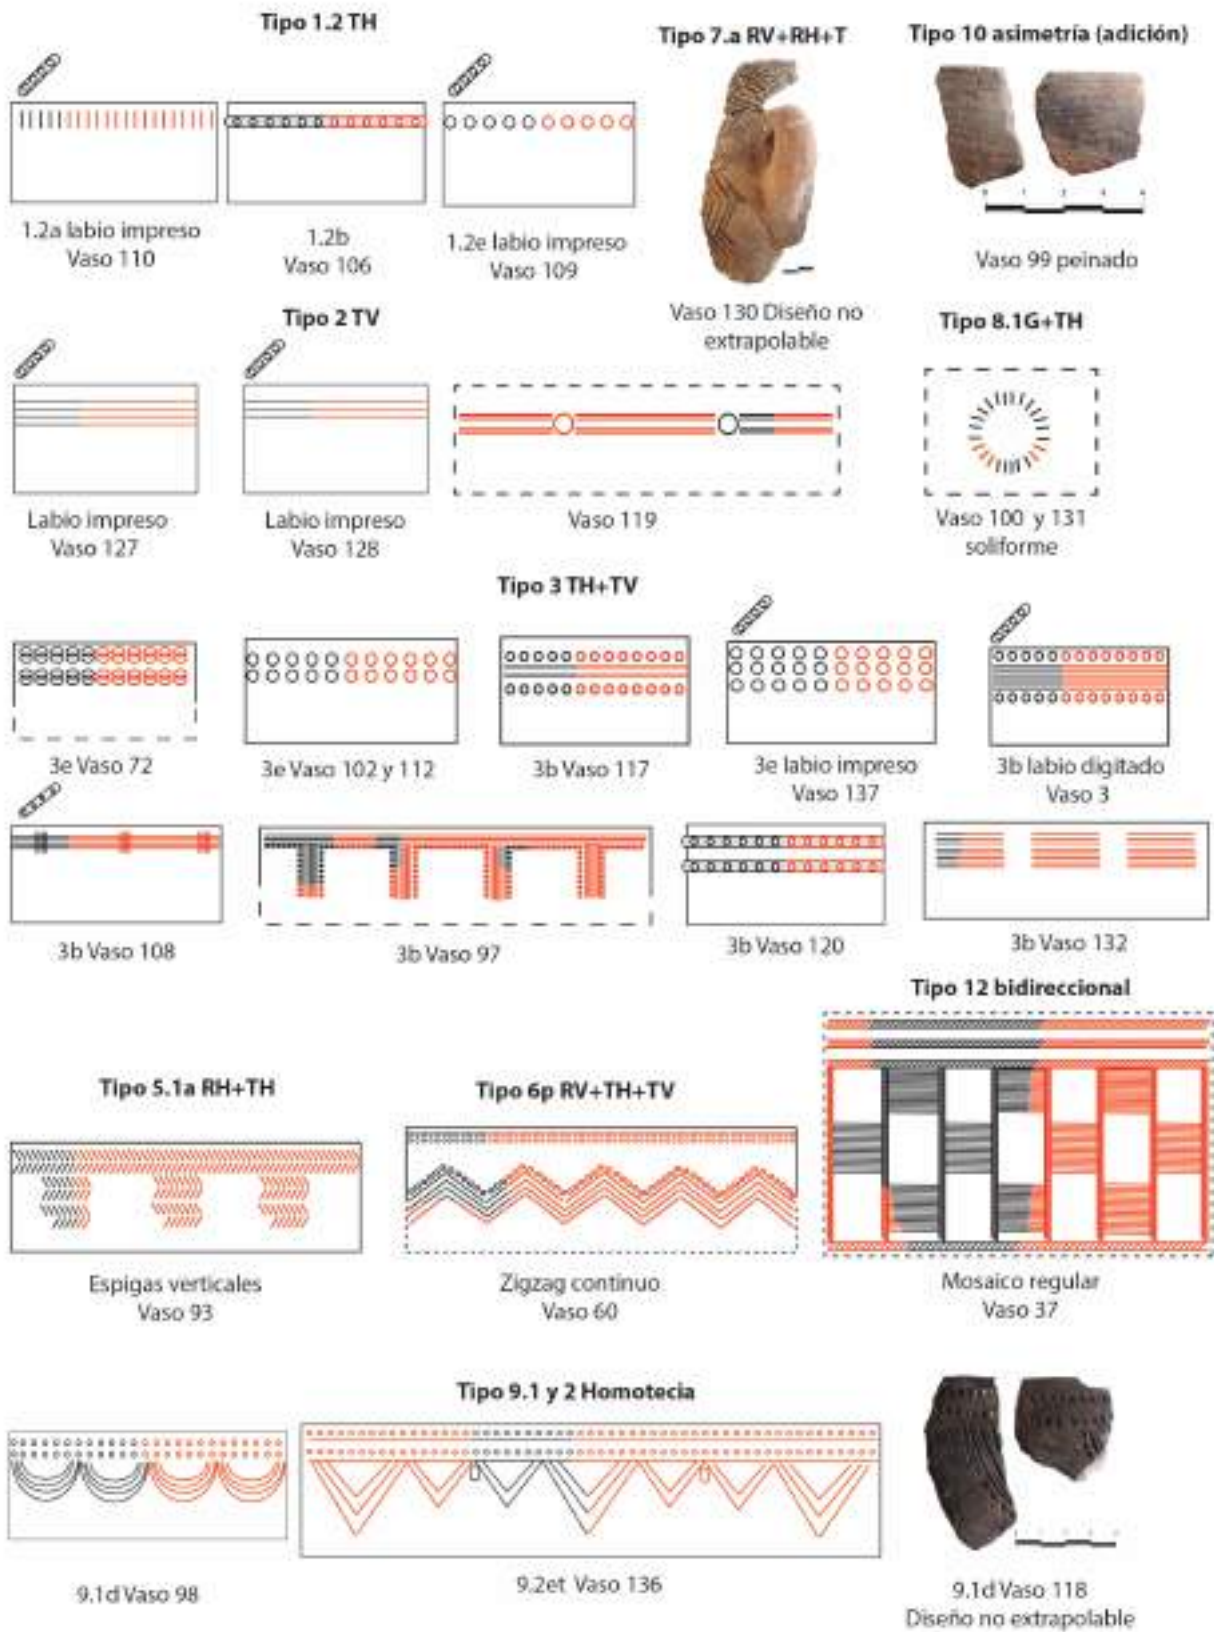 Tipo 1.2 TH
1.2a labio impreso
Vaso 110
1.2b
Vaso 106
1.2e labio impreso
Vaso 109
Tipo 7.a RV+RH+T
Vaso 130 Diseño no
extrapolable
Tipo 10 asimetría (adición)
Vaso 99 peinado
Tipo 2 TV
Labio impreso
Vaso 127
Labio impreso
Vaso 128
Vaso 119
Tipo 8.1G+TH
Vaso 100 y 131
soliforme
Tipo 3 TH+TV
3e Vaso 72
3e Vaso 102 y 112
3b Vaso 117
3e labio impreso
Vaso 137
3b labio digitado
Vaso 3
3b Vaso 108
3b Vaso 97
3b Vaso 120
3b Vaso 132
Tipo 5.1a RH+TH
Espigas verticales
Vaso 93
Tipo 6p RV+TH+TV
Zigzag continuo
Vaso 60
Tipo 12 bidireccional
Mosaico regular
Vaso 37
Tipo 9.1 y 2 Homotecia
9.1d Vaso 98
9.2et Vaso 136
9.1d Vaso 118
Diseño no extrapolable